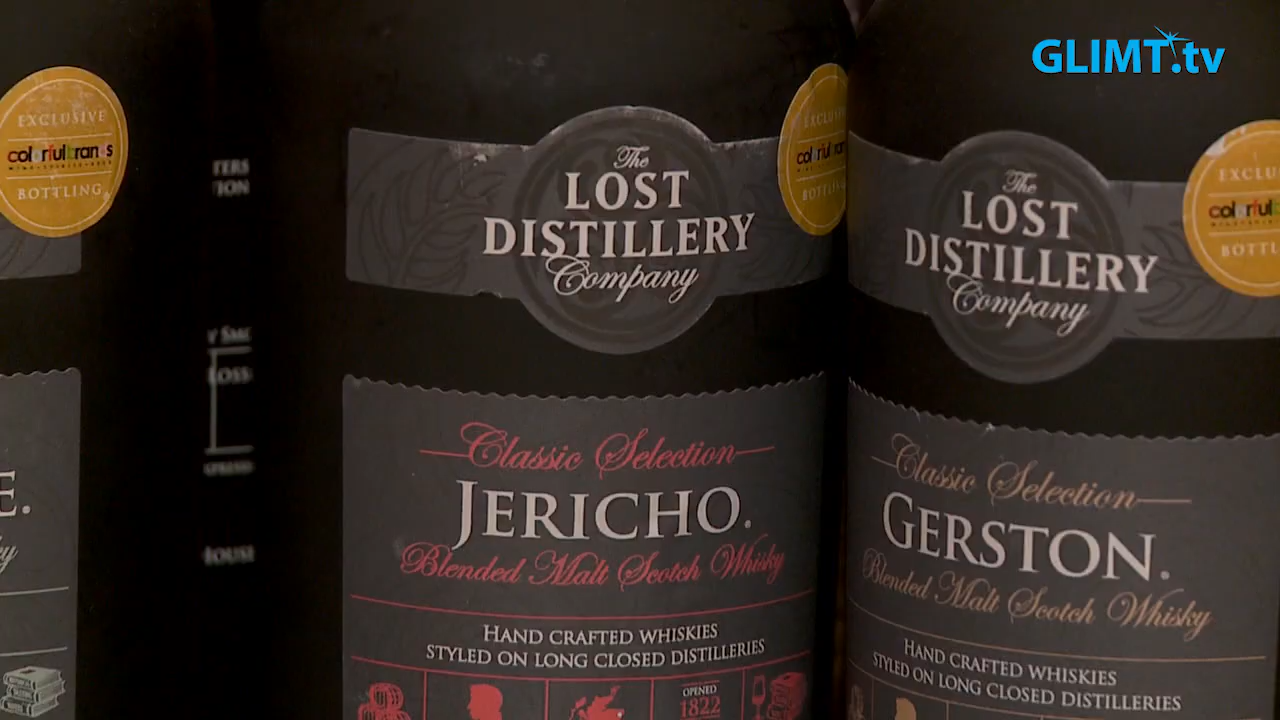 GLIMT.tv
EXCLUSIVE
colorfulbrands
BOTTLING
E.
The
LOST
DISTILLERY
Company
Classic Selection
JERICHO.
Blended Malt Scotch Whisky
HAND CRAFTED WHISKIES
STYLED ON LONG CLOSED DISTILLERIES
OPENED
1822
EXCLUSIVE
BOTTLING
The
LOST
DISTILLERY
Company
Classic Selection
GERSTON.
Blended Malt Scotch Whisky
HAND CRAFTED WHISKIES
STYLED ON LONG CLOSED DISTILLERIES